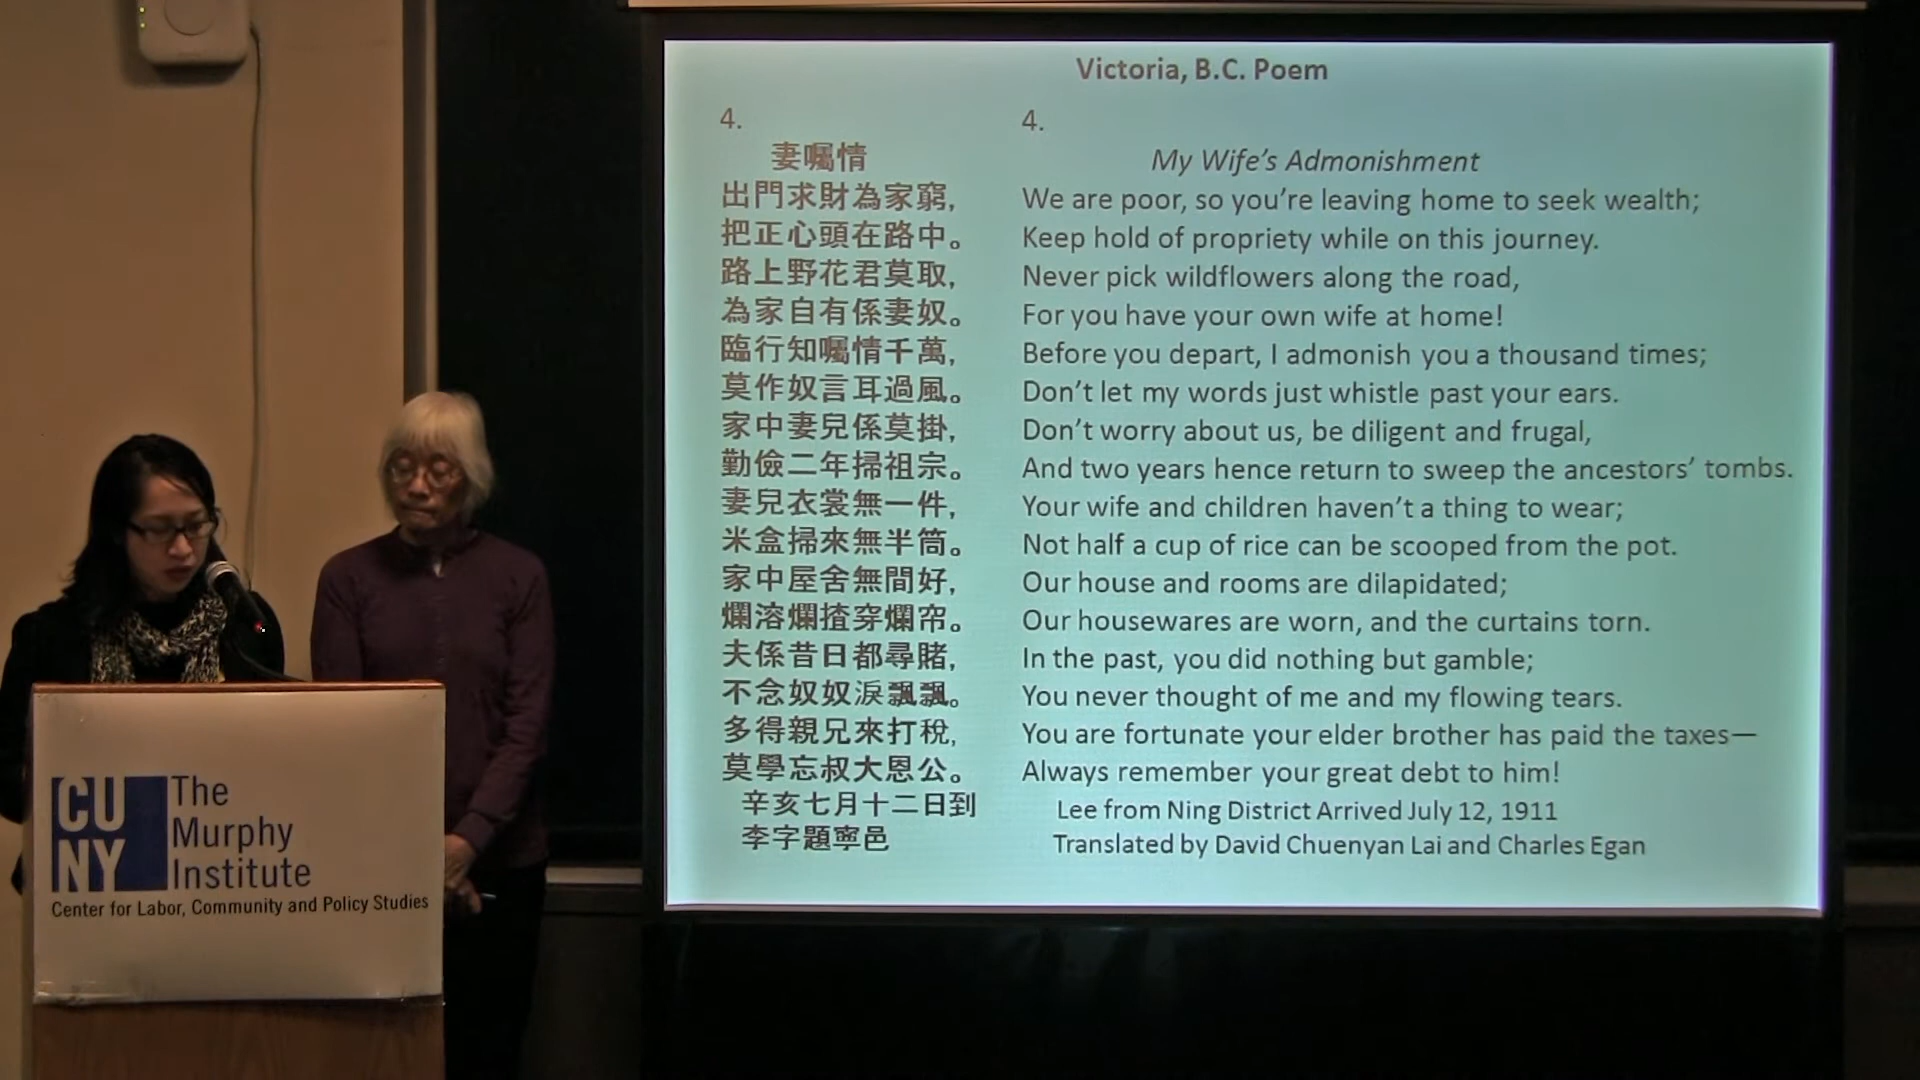 Victoria, B.C. Poem
4.
妻囑情
出門求財為家窮,
把正心頭在路中。
路上野花君莫取,
為家自有係妻奴。
臨行知囑情千萬,
莫作奴言耳過風。
家中妻兒係莫掛,
勤儉二年掃祖宗。
妻兒衣裳無一件,
米盒掃來無半筒。
家中屋舍無間好,
爛溶爛揸穿爛帘。
夫係昔日都尋賭,
不念奴奴淚飄飄。
多得親兄來打稅,
莫學忘叔大恩公。
辛亥七月十二日到
李字題寧邑
4.
My Wife's Admonishment
We are poor, so you're leaving home to seek wealth;
Keep hold of propriety while on this journey.
Never pick wildflowers along the road,
For you have your own wife at home!
Before you depart, I admonish you a thousand times;
Don't let my words just whistle past your ears.
Don't worry about us, be diligent and frugal,
And two years hence return to sweep the ancestors' tombs.
Your wife and children haven't a thing to wear;
Not half a cup of rice can be scooped from the pot.
Our house and rooms are dilapidated;
Our housewares are worn, and the curtains torn.
In the past, you did nothing but gamble;
You never thought of me and my flowing tears.
You are fortunate your elder brother has paid the taxes—
Always remember your great debt to him!
Lee from Ning District Arrived July 12, 1911
Translated by David Chuenyan Lai and Charles Egan
CU
NY
The
Murphy
Institute
Center for Labor, Community and Policy Studies